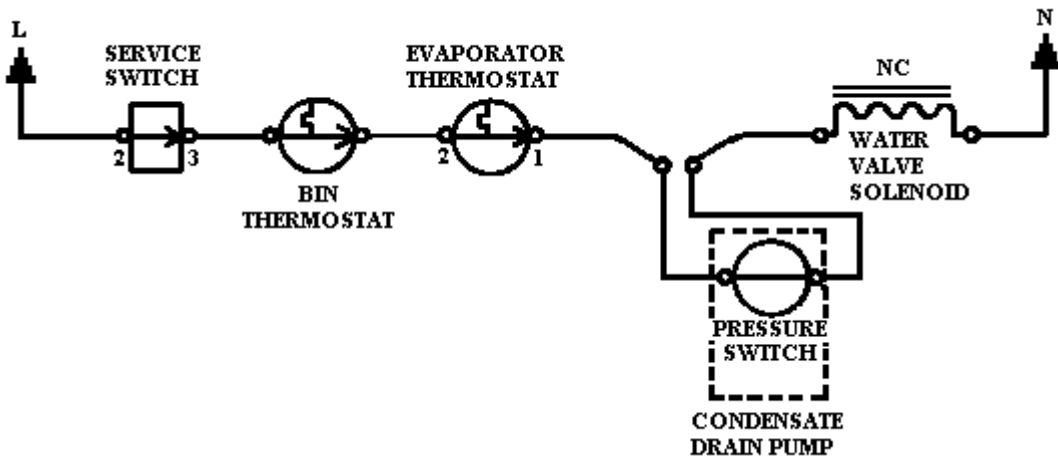 L
N
SERVICE
SWITCH
EVAPORATOR
THERMOSTAT
NC
2
3
2
1
WATER
VALVE
SOLENOID
BIN
THERMOSTAT
PRESSURE
SWITCH
CONDENSATE
DRAIN PUMP